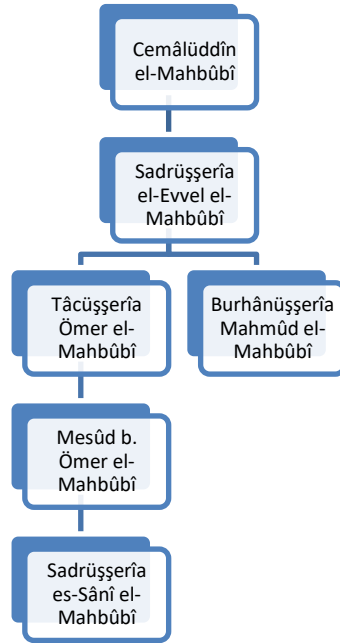 Cemâlüddîn
el-Mahbûbî
Sadrüşşerîa
el-Evvel el-
Mahbûbî
Tâcüşşerîa
Ömer el-
Mahbûbî
Burhânüşşerîa
Mahmûd el-
Mahbûbî
Mesûd b.
Ömer el-
Mahbûbî
Sadrüşşerîa
es-Sânî el-
Mahbûbî